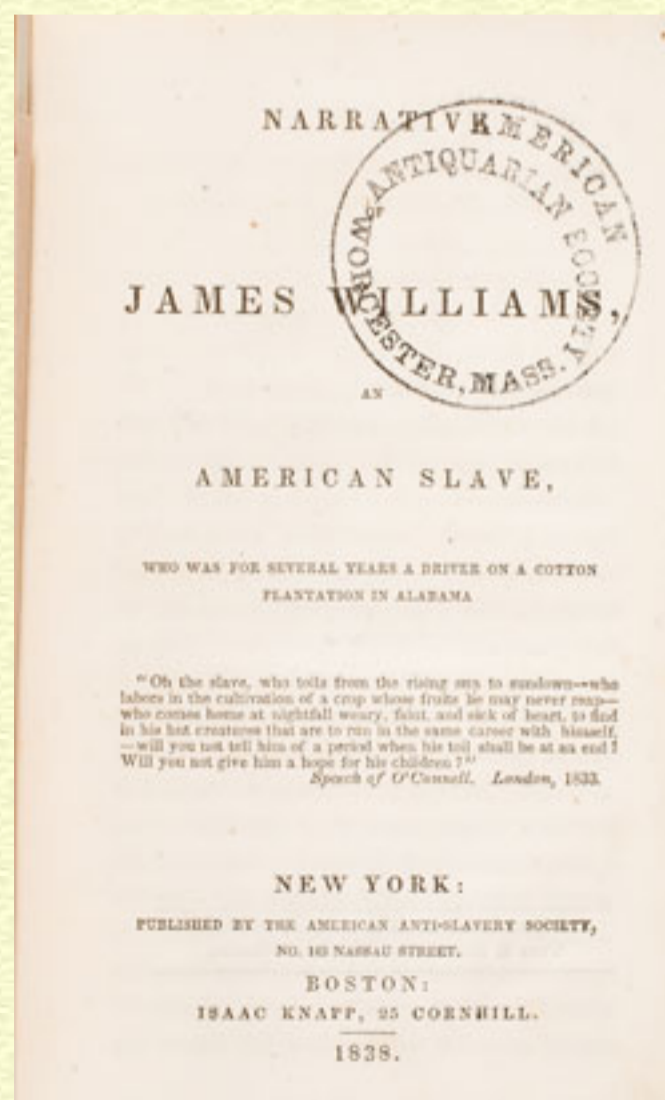 NARRATIVE
JAMES WILLIAMS,
AN
AMERICAN SLAVE,
WHO WAS FOR SEVERAL YEARS A DRIVER ON A COTTON
PLANTATION IN ALABAMA
"Oh the slave, who toils from the rising sun to sundown—who
labors in the cultivation of a crop whose fruits he may never reap—
who comes home at nightfall weary, faint, and sick of heart, to find
in his hut creatures that are to run in the same career with himself,
—will you not tell him of a period when his toil shall be at an end?
Will you not give him a hope for his children?"
Speech of O'Connell. London, 1833.
NEW YORK:
PUBLISHED BY THE AMERICAN ANTI-SLAVERY SOCIETY,
NO. 143 NASSAU STREET.
BOSTON:
ISAAC KNAPP, 25 CORNHILL.
1838.
AMERICAN
ANTIQUARIAN SOCIETY
WORCESTER, MASS.